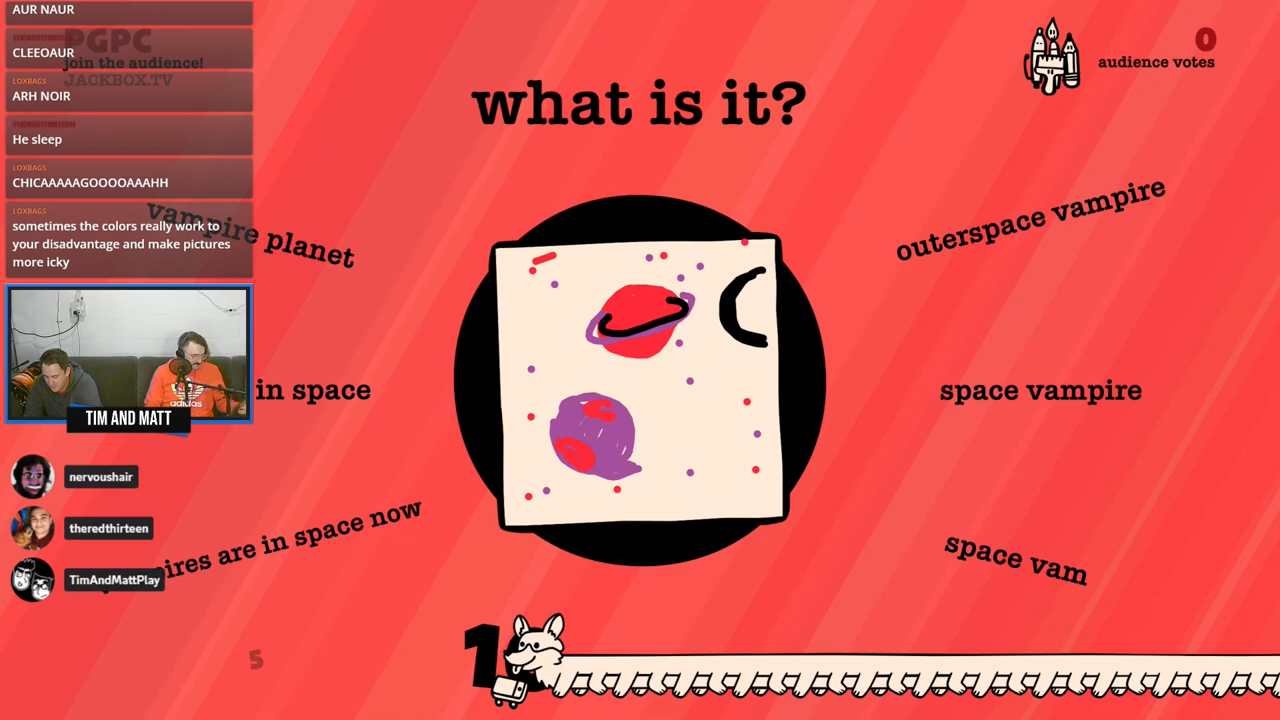 AUR NAUR
PGPC
CLEEOAUR
join the audience!
JACKBOX.TV
LOXBAGS
ARH NOIR
THEREDTHIRTEEN
He sleep
LOXBAGS
CHICAAAAAGOOOOAAAHH
LOXBAGS
sometimes the colors really work to
your disadvantage and make pictures
more icky
TIM AND MATT
nervoushair
theredthirteen
TimAndMattPlay
0
audience votes
what is it?
vampire planet
in space
ires are in space now
outerspace vampire
space vampire
space vam
adidas
5
10